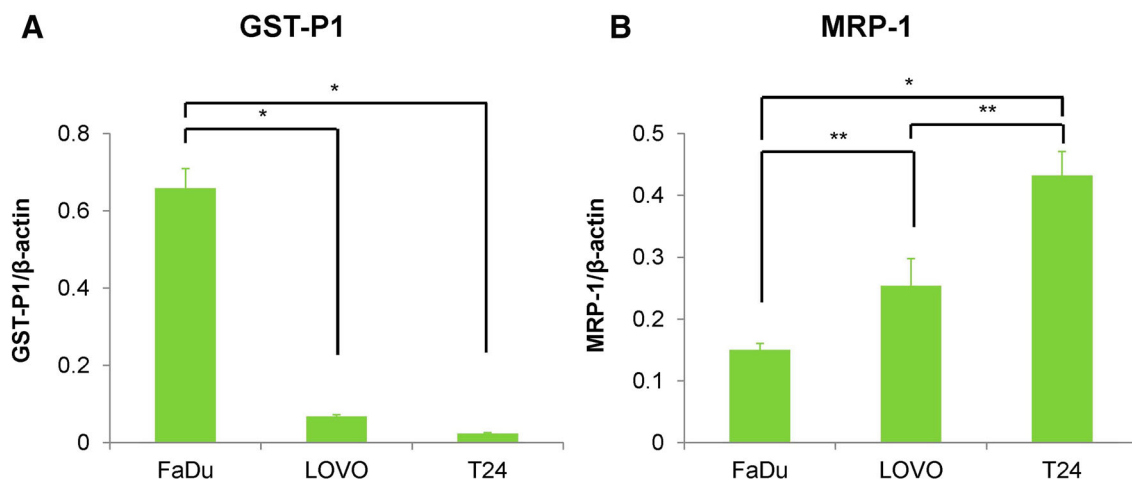 A
GST-P1
*
*
0.8
0.6
0.4
0.2
0
GST-P1/β-actin
FaDu LOVO T24
B
MRP-1
*
**
**
0.5
0.4
0.3
0.2
0.1
0
MRP-1/β-actin
FaDu LOVO T24